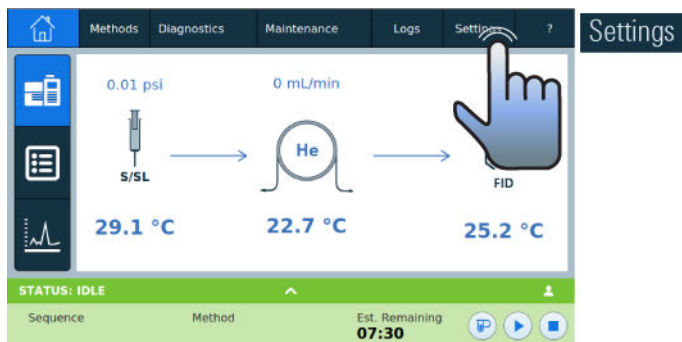 Methods Diagnostics Maintenance Logs Settings ?
Settings
0.01 psi 0 mL/min
He
S/SL
FID
29.1 °C 22.7 °C 25.2 °C
STATUS: IDLE
Sequence Method Est. Remaining
07:30